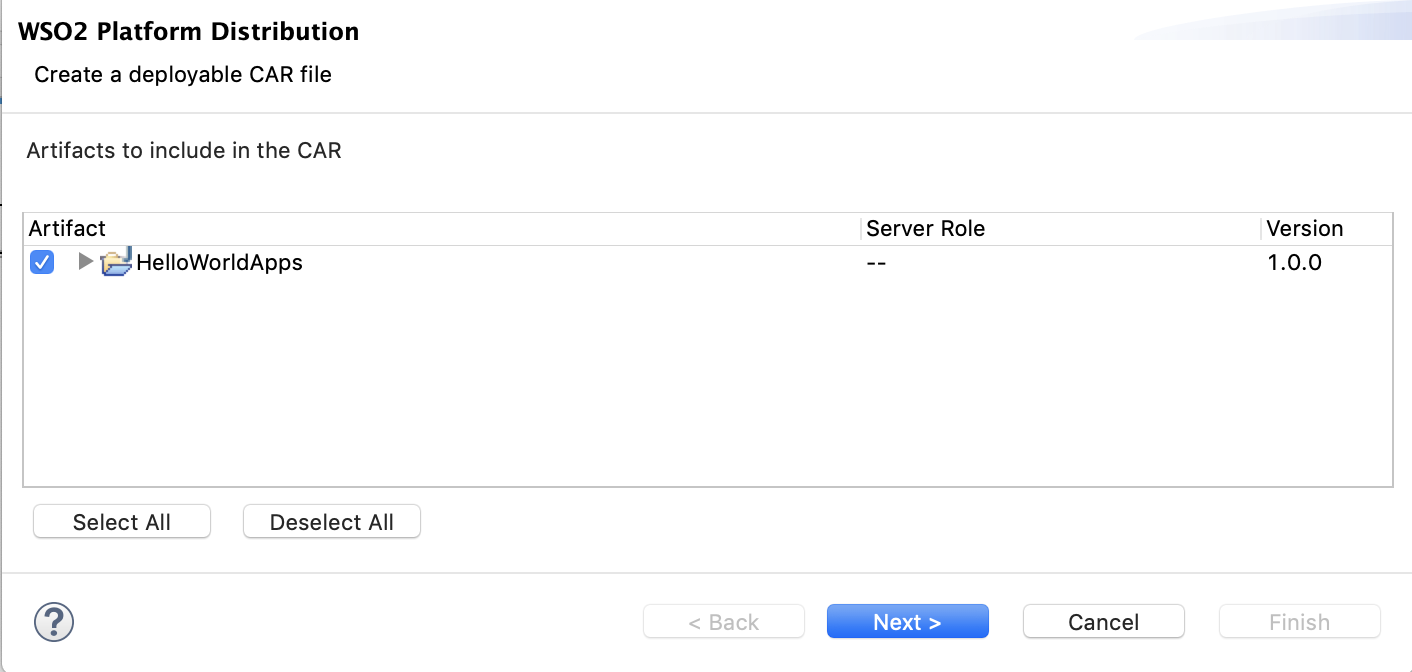 WSO2 Platform Distribution
Create a deployable CAR file
Artifacts to include in the CAR
Artifact Server Role Version
HelloWorldApps -- 1.0.0
Select All Deselect All
? < Back Next > Cancel Finish